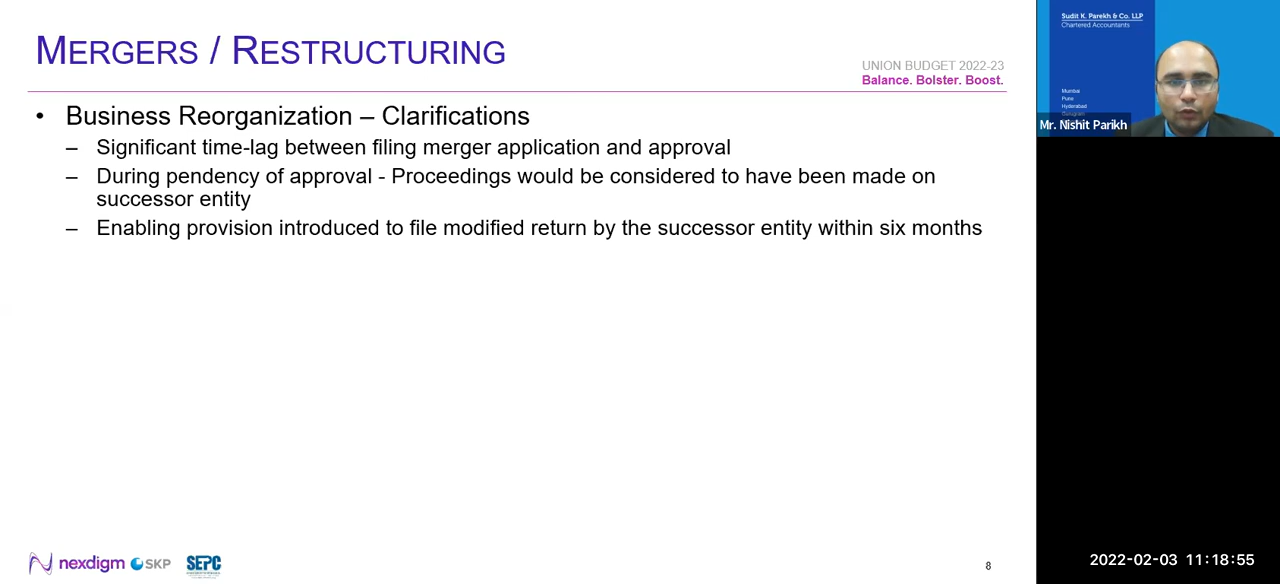 MERGERS / RESTRUCTURING
UNION BUDGET 2022-23
Balance. Bolster. Boost.
• Business Reorganization – Clarifications
– Significant time-lag between filing merger application and approval
– During pendency of approval - Proceedings would be considered to have been made on
successor entity
– Enabling provision introduced to file modified return by the successor entity within six months
nexdigm SKP SEPC
8
Sudit K. Parekh & Co. LLP
Chartered Accountants
Mumbai
Pune
Hyderabad
Mr. Nishit Parikh
2022-02-03 11:18:55